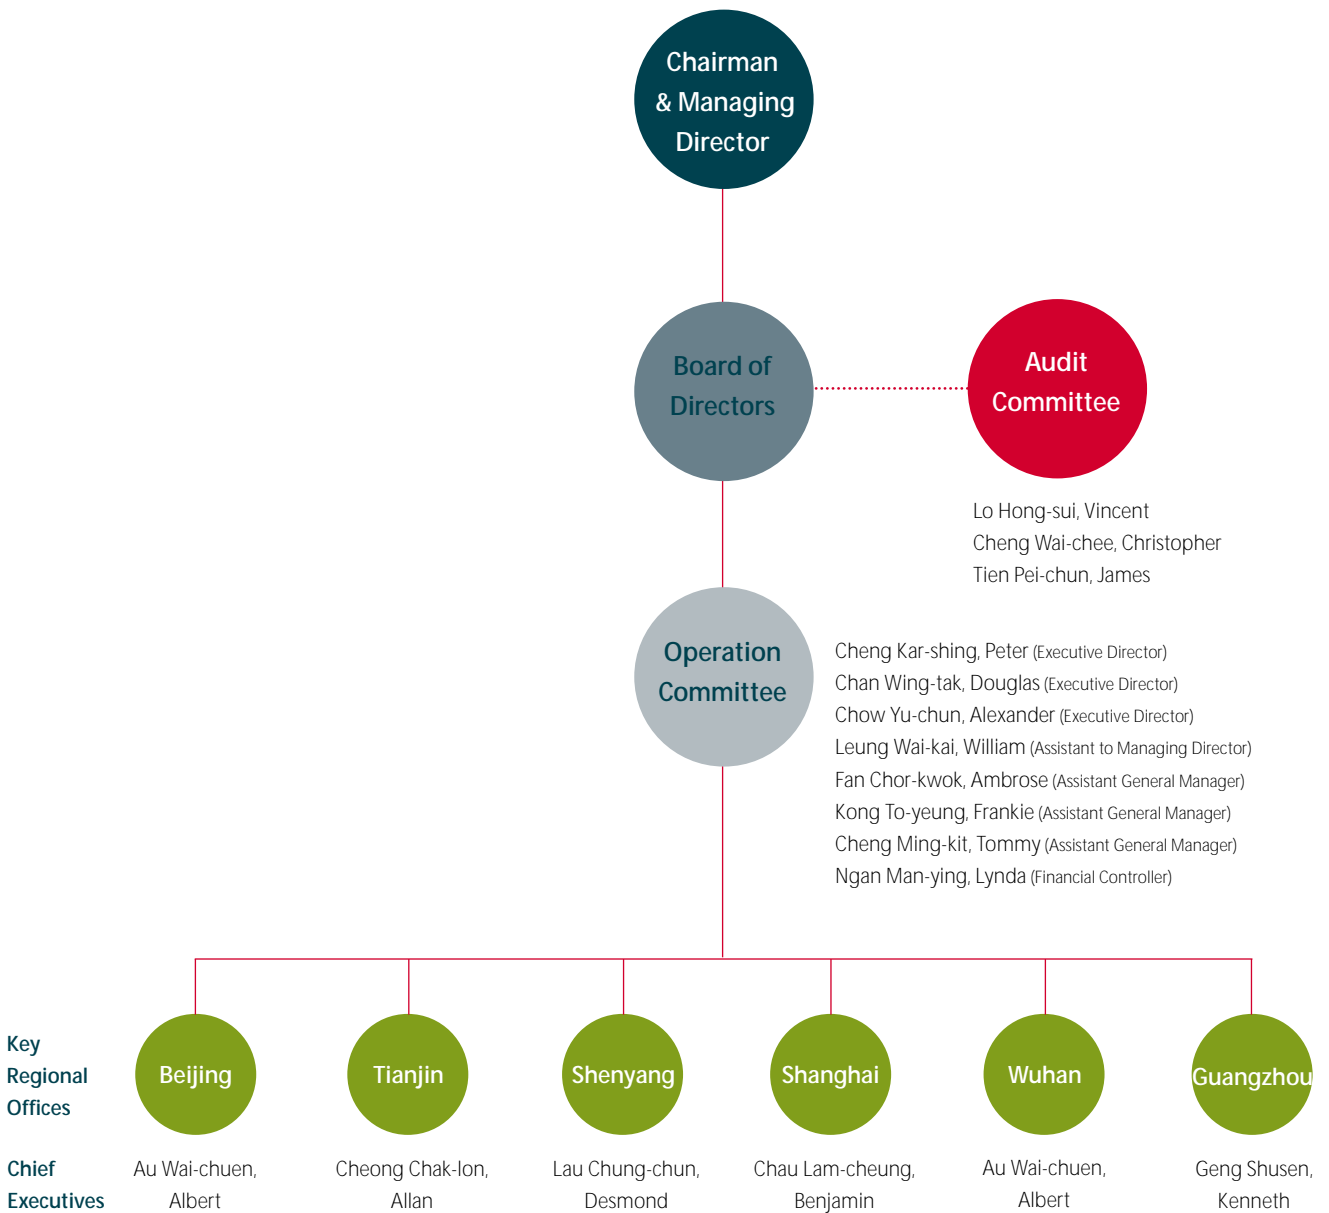 Chairman
& Managing
Director
Board of
Directors
Audit
Committee
Lo Hong-sui, Vincent
Cheng Wai-chee, Christopher
Tien Pei-chun, James
Operation
Committee
Cheng Kar-shing, Peter (Executive Director)
Chan Wing-tak, Douglas (Executive Director)
Chow Yu-chun, Alexander (Executive Director)
Leung Wai-kai, William (Assistant to Managing Director)
Fan Chor-kwok, Ambrose (Assistant General Manager)
Kong To-yeung, Frankie (Assistant General Manager)
Cheng Ming-kit, Tommy (Assistant General Manager)
Ngan Man-ying, Lynda (Financial Controller)
Key
Regional
Offices
Beijing
Tianjin
Shenyang
Shanghai
Wuhan
Guangzhou
Chief
Executives
Au Wai-chuen,
Albert
Cheong Chak-lon,
Allan
Lau Chung-chun,
Desmond
Chau Lam-cheung,
Benjamin
Au Wai-chuen,
Albert
Geng Shusen,
Kenneth